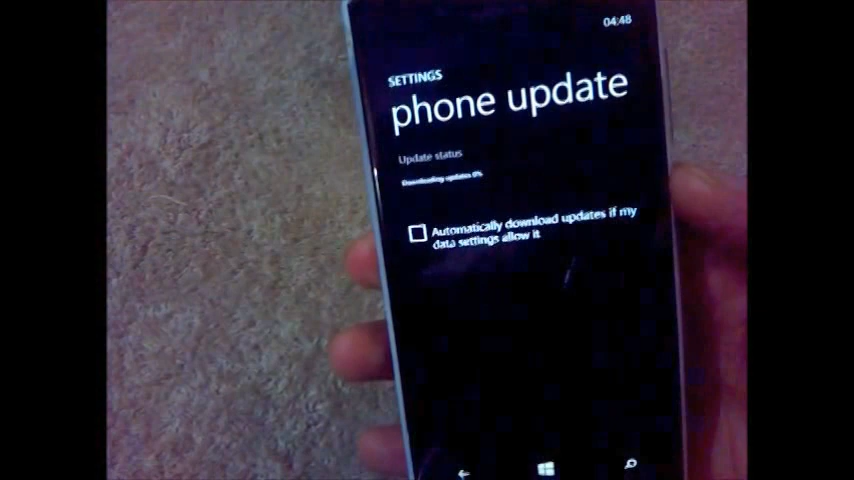 04:48
SETTINGS
phone update
Update status
Downloading updates 0%
Automatically download updates if my
data settings allow it